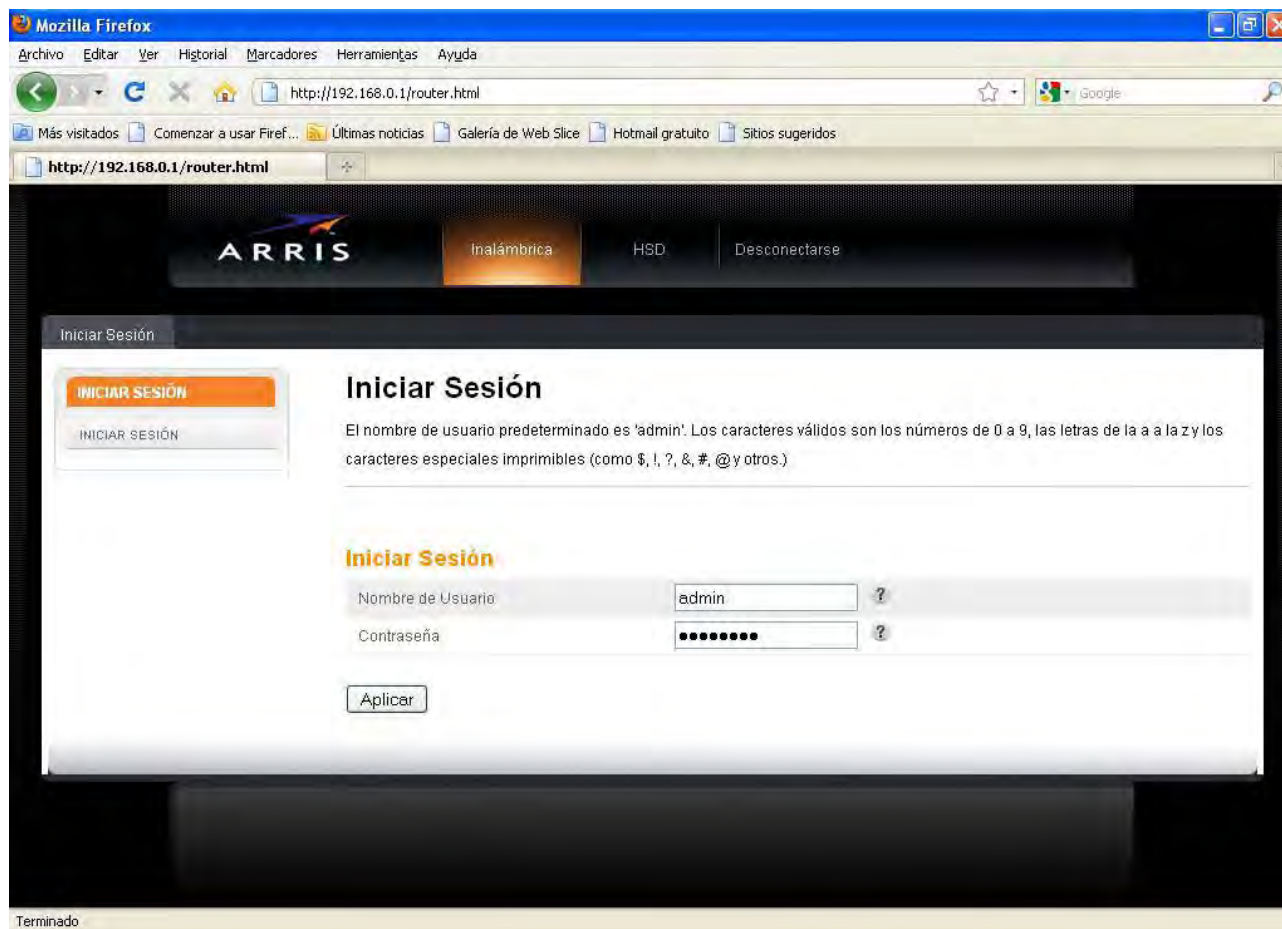 Mozilla Firefox
Archivo Editar Ver Historial Marcadores Herramientas Ayuda
http://192.168.0.1/router.html
Google
Más visitados Comenzar a usar Firef... Últimas noticias Galería de Web Slice Hotmail gratuito Sitios sugeridos
http://192.168.0.1/router.html
ARRIS
Inalámbrica HSD Desconectarse
Iniciar Sesión
INICIAR SESIÓN
INICIAR SESIÓN
Iniciar Sesión
El nombre de usuario predeterminado es 'admin'. Los caracteres válidos son los números de 0 a 9, las letras de la a a la z y los
caracteres especiales imprimibles (como $, !, ?, &, #, @ y otros.)
Iniciar Sesión
Nombre de Usuario admin ?
Contraseña ●●●●●●●● ?
Aplicar
Terminado